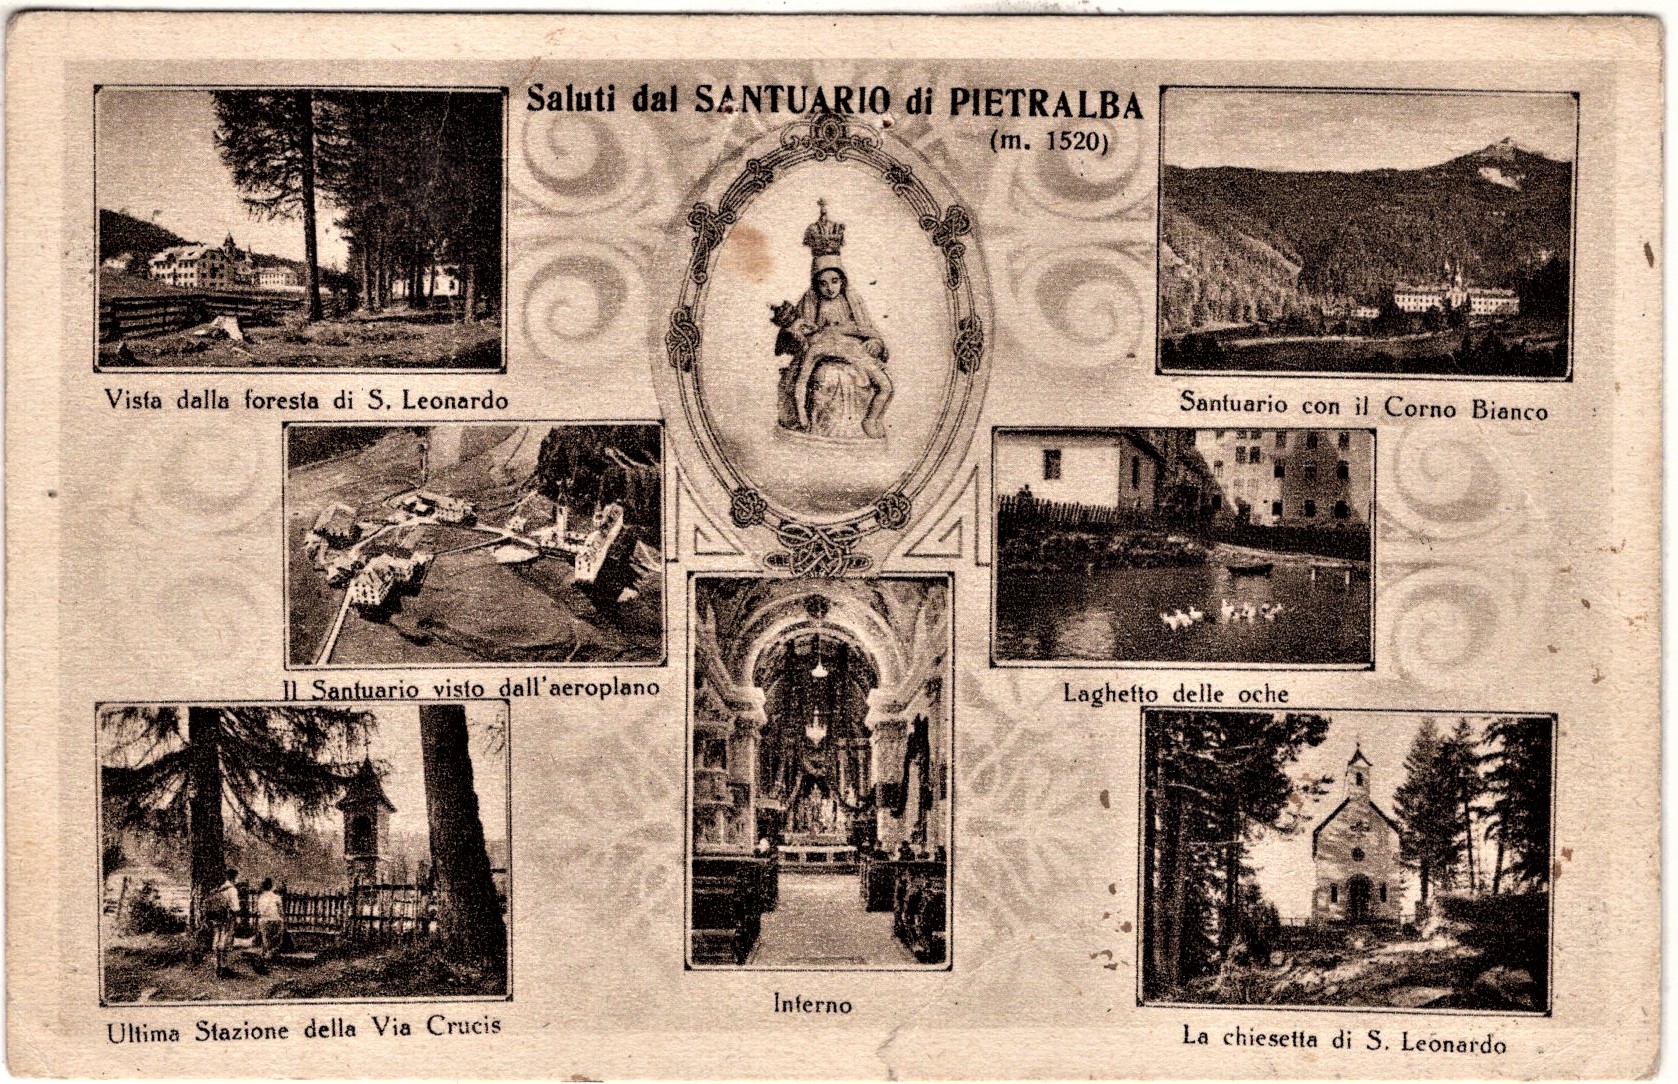 Saluti dal SANTUARIO di PIETRALBA
(m. 1520)
Vista dalla foresta di S. Leonardo
Santuario con il Corno Bianco
Il Santuario visto dall'aeroplano
Laghetto delle oche
Ultima Stazione della Via Crucis
Interno
La chiesetta di S. Leonardo